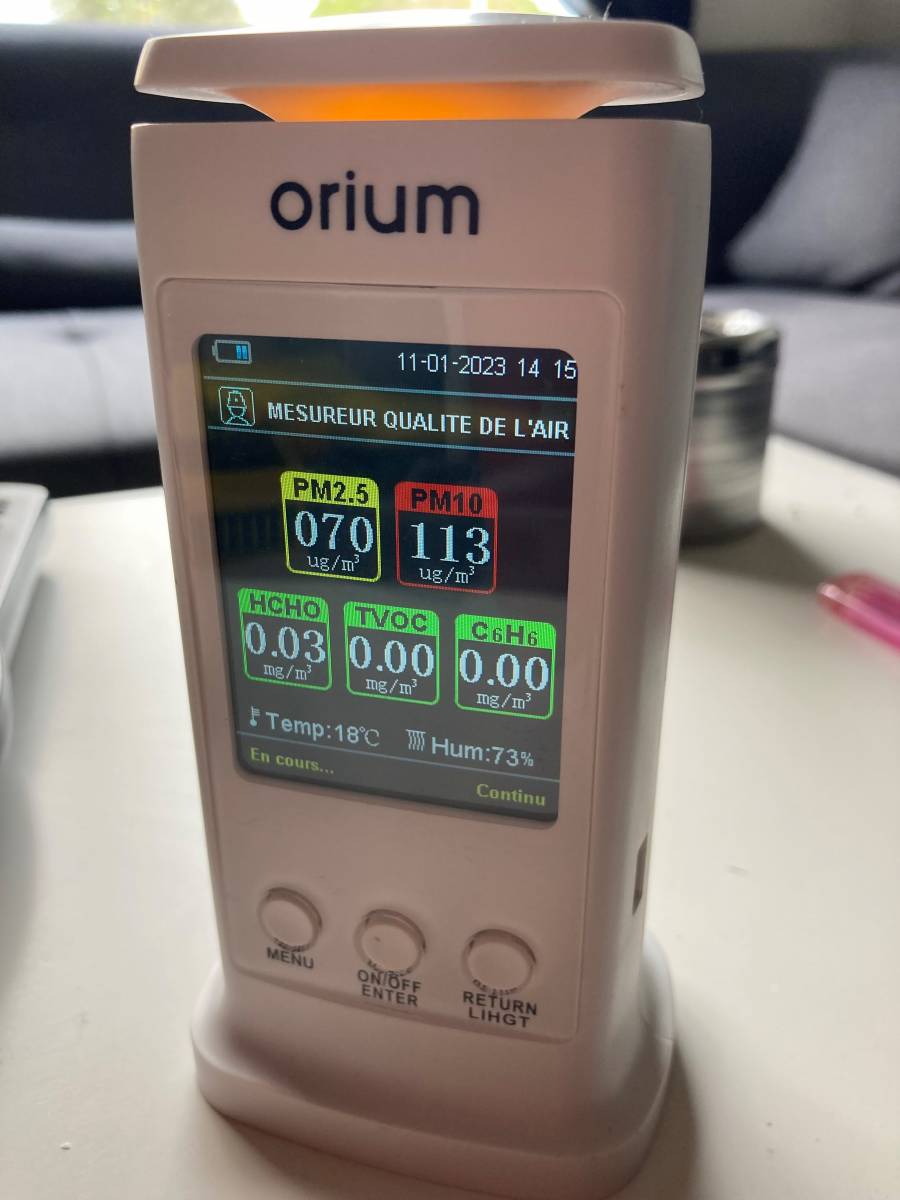 orium
11-01-2023 14 15
MESUREUR QUALITE DE L'AIR
PM2.5 PM10
070 113
ug/m³ ug/m³
HCHO TVOC C6H6
0.03 0.00 0.00
mg/m³ mg/m³ mg/m³
Temp:18℃ Hum:73%
En cours...
Continu
MENU
ON/OFF
ENTER
RETURN
LIHGT